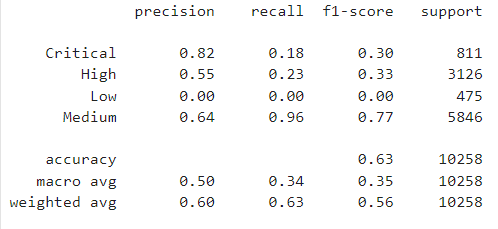 precision recall f1-score support
Critical 0.82 0.18 0.30 811
High 0.55 0.23 0.33 3126
Low 0.00 0.00 0.00 475
Medium 0.64 0.96 0.77 5846
accuracy 0.63 10258
macro avg 0.50 0.34 0.35 10258
weighted avg 0.60 0.63 0.56 10258